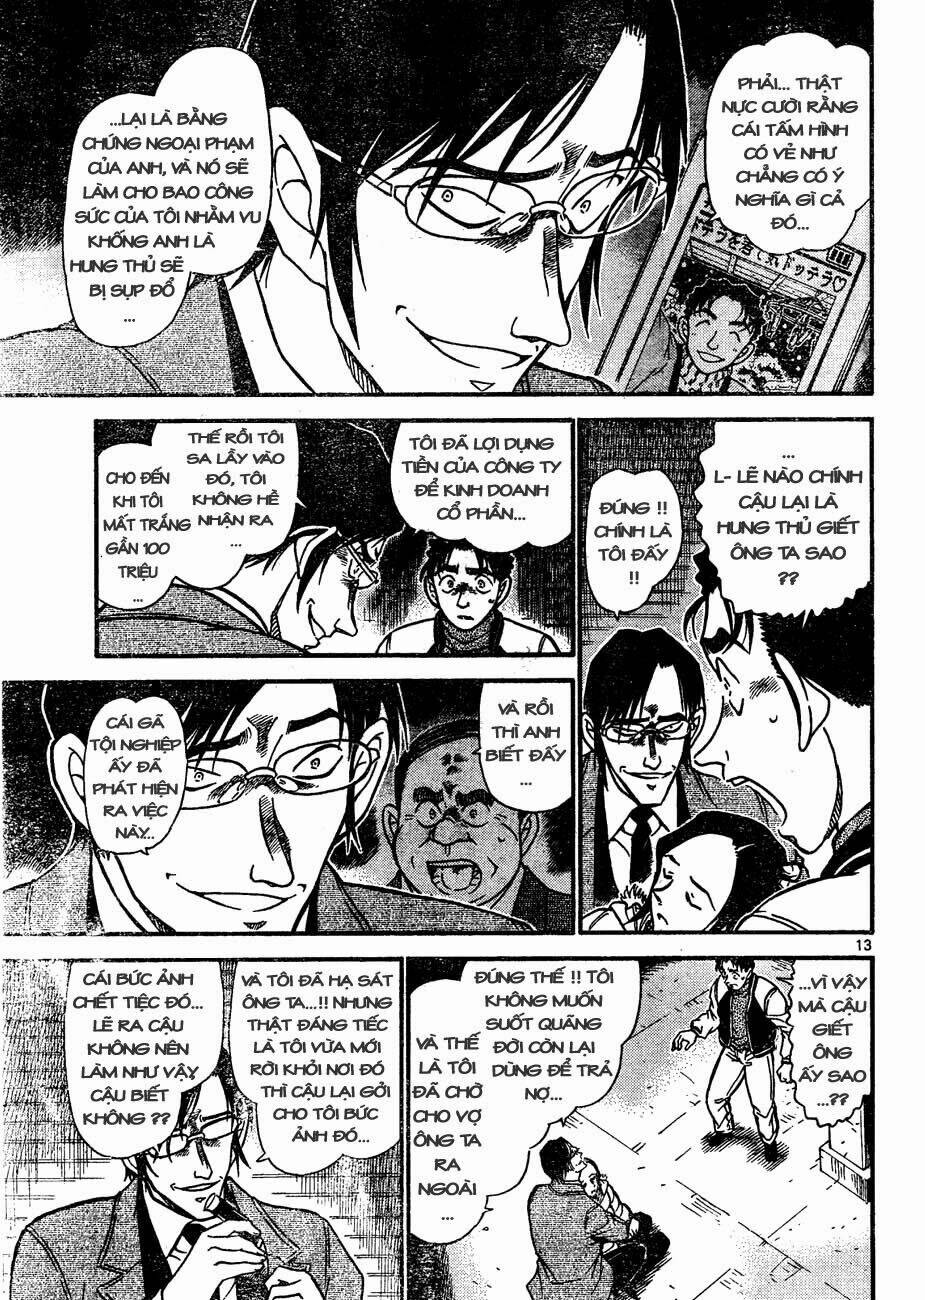 PHẢI... THẬT
NỰC CƯỜI RẰNG
CÁI TẤM HÌNH
CÓ VẺ NHƯ
CHẲNG CÓ Ý
NGHĨA GÌ CẢ
ĐÓ...
...LẠI LÀ BẰNG
CHỨNG NGOẠI PHẠM
CỦA ANH, VÀ NÓ SẼ
LÀM CHO BAO CÔNG
SỨC CỦA TÔI NHẰM VU
KHỐNG ANH LÀ
HUNG THỦ SẼ
BỊ SỤP ĐỔ
...
...
L- LẼ NÀO CHÍNH
CẬU LẠI LÀ
HUNG THỦ GIẾT
ÔNG TA SAO
??
ĐÚNG !!
CHÍNH LÀ
TÔI ĐẤY
!!
TÔI ĐÃ LỢI DỤNG
TIỀN CỦA CÔNG TY
ĐỂ KINH DOANH
CỔ PHẦN...
THẾ RỒI TÔI
SA LẦY VÀO
ĐÓ, TÔI
KHÔNG HỀ
NHẬN RA
...
CHO ĐẾN
KHI TÔI
MẤT TRẮNG
GẦN 100
TRIỆU
...
VÀ RỒI
THÌ ANH
BIẾT ĐẤY
...
CÁI GÃ
TỘI NGHIỆP
ẤY ĐÃ
PHÁT HIỆN
RA VIỆC
NÀY...
13
...VÌ VẬY
MÀ CẬU
GIẾT
ÔNG
ẤY SAO
...??
ĐÚNG THẾ !! TÔI
KHÔNG MUỐN
SUỐT QUÃNG
ĐỜI CÒN LẠI
DÙNG ĐỂ TRẢ
NỢ...
VÀ THẾ
LÀ TÔI
ĐÃ CHỜ
CHO VỢ
ÔNG TA
RA
NGOÀI
...
VÀ TÔI ĐÃ HẠ SÁT
ÔNG TA...!! NHƯNG
THẬT ĐÁNG TIẾC
LÀ TÔI VỪA MỚI
RỜI KHỎI NƠI ĐÓ
THÌ CẬU LẠI GỞI
CHO TÔI BỨC
ẢNH ĐÓ...
CÁI BỨC ẢNH
CHẾT TIỆC ĐÓ...
LẼ RA CẬU
KHÔNG NÊN
LÀM NHƯ VẬY,
CẬU BIẾT
KHÔNG ??